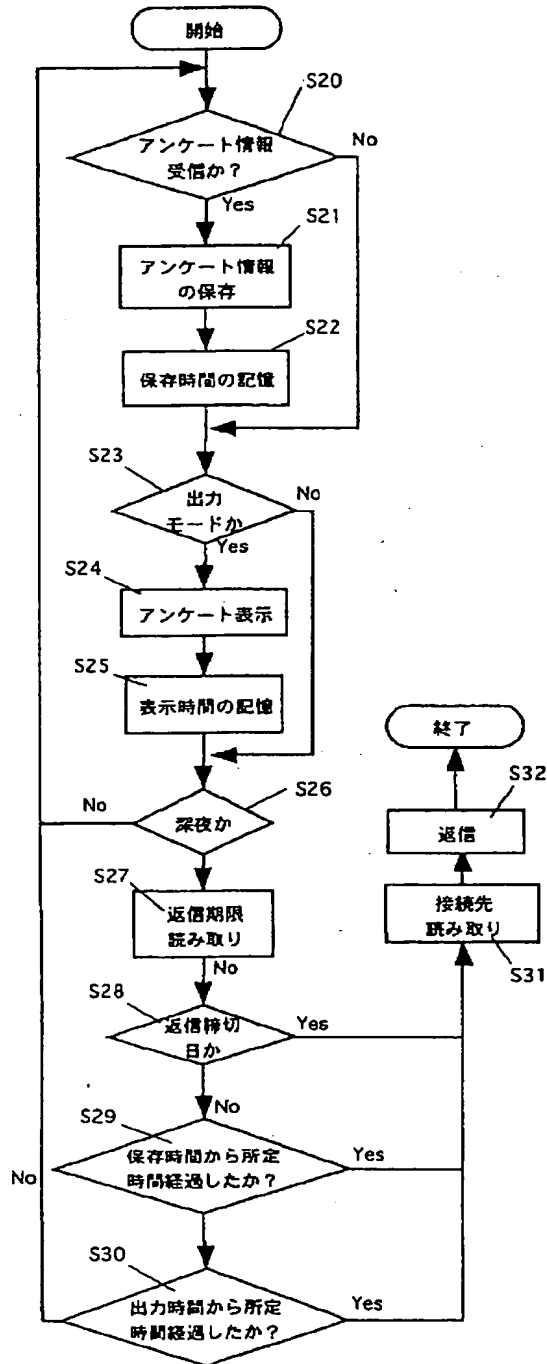 開始
S20
アンケート情報
受信か？
No
Yes
S21
アンケート情報
の保存
S22
保存時間の記憶
S23
出力
モードか
No
Yes
S24
アンケート表示
S25
表示時間の記憶
終了
S26
深夜か
No
S32
返信
S27
返信期限
読み取り
接続先
読み取り
S31
No
S28
返信締切
日か
Yes
No
S29
保存時間から所定
時間経過したか？
Yes
No
S30
出力時間から所定
時間経過したか？
Yes